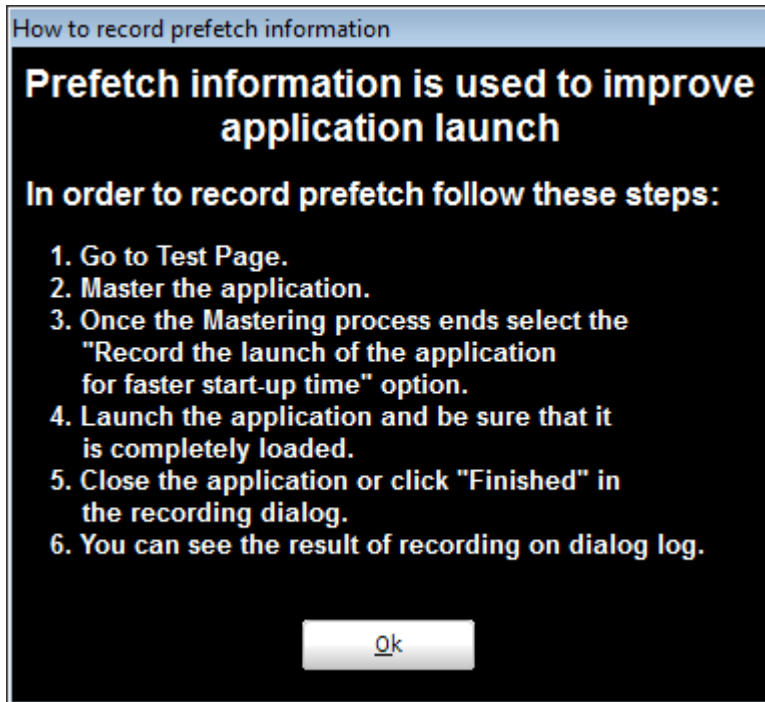 How to record prefetch information
Prefetch information is used to improve
application launch
In order to record prefetch follow these steps:
1. Go to Test Page.
2. Master the application.
3. Once the Mastering process ends select the
"Record the launch of the application
for faster start-up time" option.
4. Launch the application and be sure that it
is completely loaded.
5. Close the application or click "Finished" in
the recording dialog.
6. You can see the result of recording on dialog log.
Ok